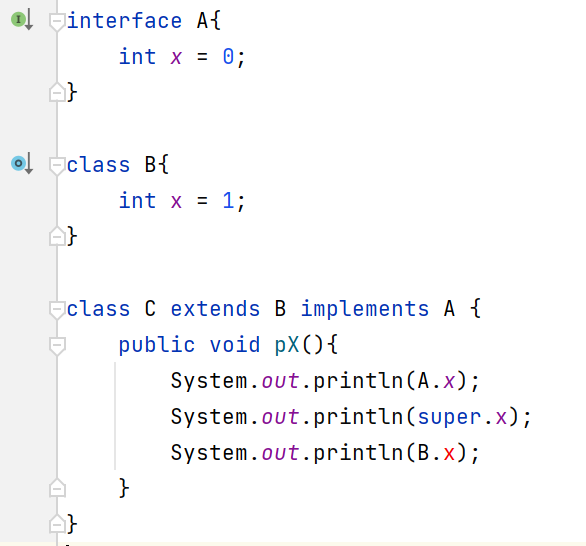 interface A{
    int x = 0;
}
class B{
    int x = 1;
}
class C extends B implements A {
    public void pX(){
        System.out.println(A.x);
        System.out.println(super.x);
        System.out.println(B.x);
    }
}